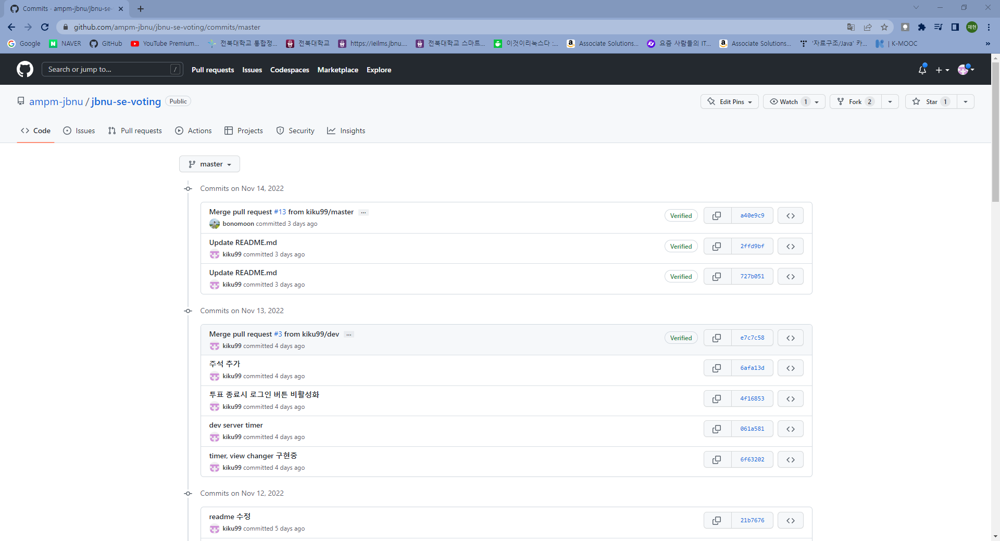 Commits · ampm-jbnu/jbnu-se-
github.com/ampm-jbnu/jbnu-se-voting/commits/master
재현
Google NAVER GitHub YouTube Premium... 전북대학교 통합정... 전북대학교 https://ieilms.jbnu.... 전북대학교 스마트... 이것이리눅스다 :... Associate Solutions... 요즘 사람들의 IT... Associate Solutions... '자료구조/Java' 카... | K-MOOC »
Search or jump to... / Pull requests Issues Codespaces Marketplace Explore
ampm-jbnu / jbnu-se-voting Public Edit Pins Watch 1 Fork 2 Star 1
Code Issues Pull requests Actions Projects Security Insights
master
Commits on Nov 14, 2022
Merge pull request #13 from kiku99/master ... Verified a40e9c9
bonomoon committed 3 days ago
Update README.md Verified 2ffd9bf
kiku99 committed 3 days ago
Update README.md Verified 727b051
kiku99 committed 3 days ago
Commits on Nov 13, 2022
Merge pull request #3 from kiku99/dev ... Verified e7c7c58
kiku99 committed 4 days ago
주석 추가 6afa13d
kiku99 committed 4 days ago
투표 종료시 로그인 버튼 비활성화 4f16853
kiku99 committed 4 days ago
dev server timer 061a581
kiku99 committed 4 days ago
timer, view changer 구현중 6f63202
kiku99 committed 4 days ago
Commits on Nov 12, 2022
readme 수정 21b7676
kiku99 committed 5 days ago